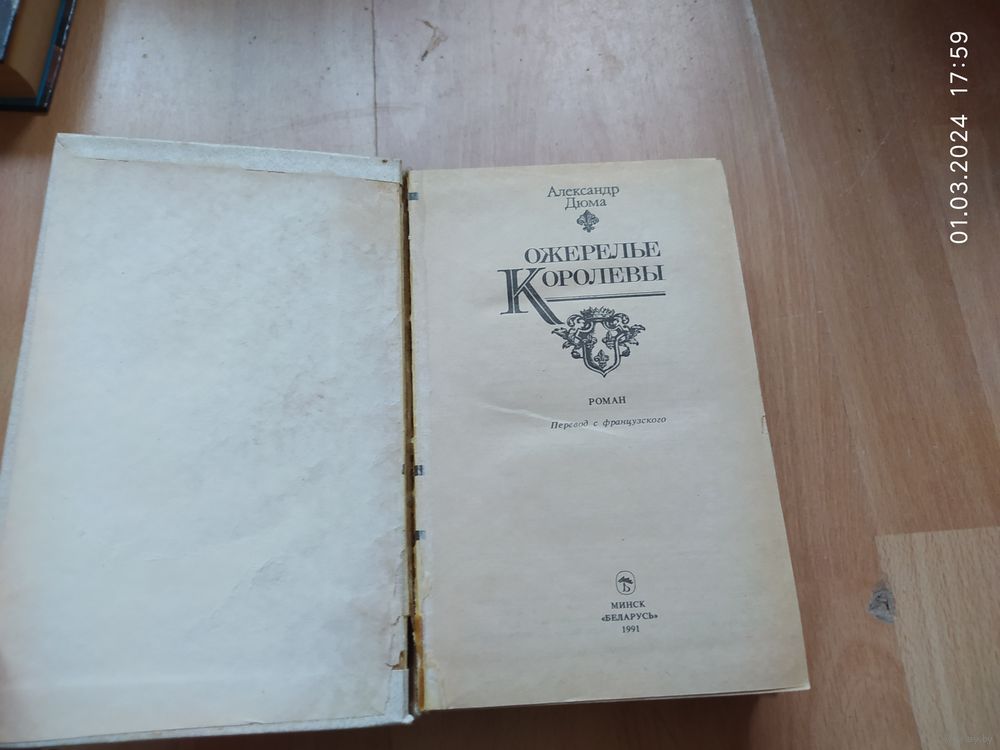 Александр
Дюма
ОЖЕРЕЛЬЕ
КОРОЛЕВЫ
РОМАН
Перевод с французского
Б
МИНСК
«БЕЛАРУСЬ»
1991
01.03.2024 17:59